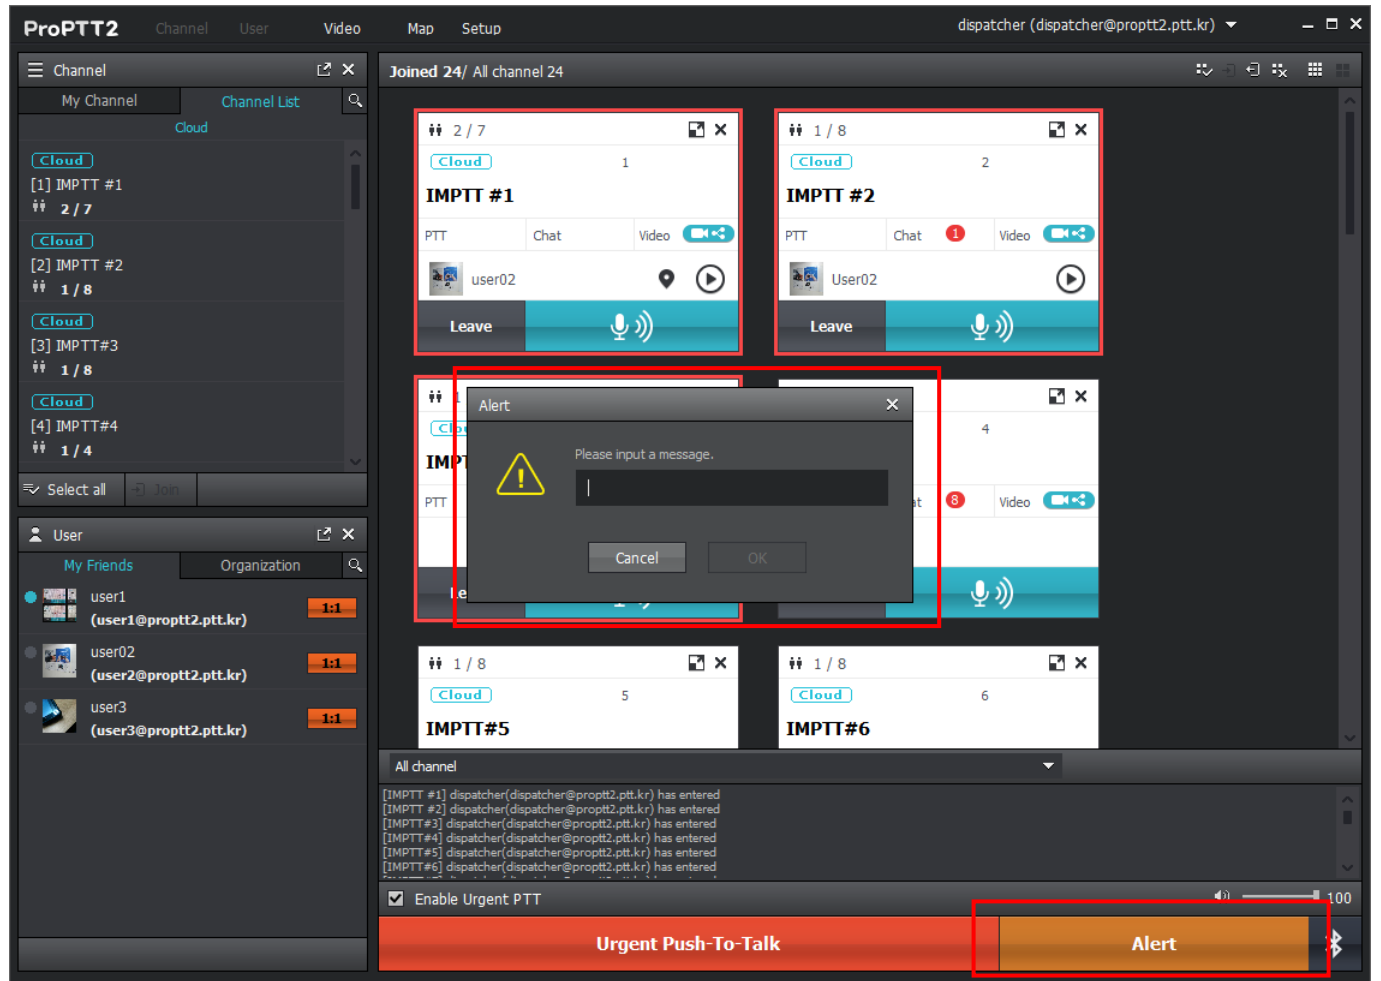 ProPTT2 Channel User Video Map Setup dispatcher (dispatcher@proptt2.ptt.kr)
Channel
My Channel Channel List
Cloud
Cloud
[1] IMPTT #1
2 / 7
Cloud
[2] IMPTT #2
1 / 8
Cloud
[3] IMPTT#3
1 / 8
Cloud
[4] IMPTT#4
1 / 4
Select all Join
User
My Friends Organization
user1
(user1@proptt2.ptt.kr)
1:1
user02
(user2@proptt2.ptt.kr)
1:1
user3
(user3@proptt2.ptt.kr)
1:1
Joined 24/ All channel 24
2 / 7
Cloud 1
IMPTT #1
PTT Chat Video
user02
Leave
1 / 8
Cloud 2
IMPTT #2
PTT Chat 1 Video
User02
Leave
PTT
4
8 Video
Alert
Please input a message.
Cancel OK
1 / 8
Cloud 5
IMPTT#5
1 / 8
Cloud 6
IMPTT#6
All channel
[IMPTT #1] dispatcher(dispatcher@proptt2.ptt.kr) has entered
[IMPTT #2] dispatcher(dispatcher@proptt2.ptt.kr) has entered
[IMPTT#3] dispatcher(dispatcher@proptt2.ptt.kr) has entered
[IMPTT#4] dispatcher(dispatcher@proptt2.ptt.kr) has entered
[IMPTT#5] dispatcher(dispatcher@proptt2.ptt.kr) has entered
[IMPTT#6] dispatcher(dispatcher@proptt2.ptt.kr) has entered
Enable Urgent PTT 100
Urgent Push-To-Talk Alert